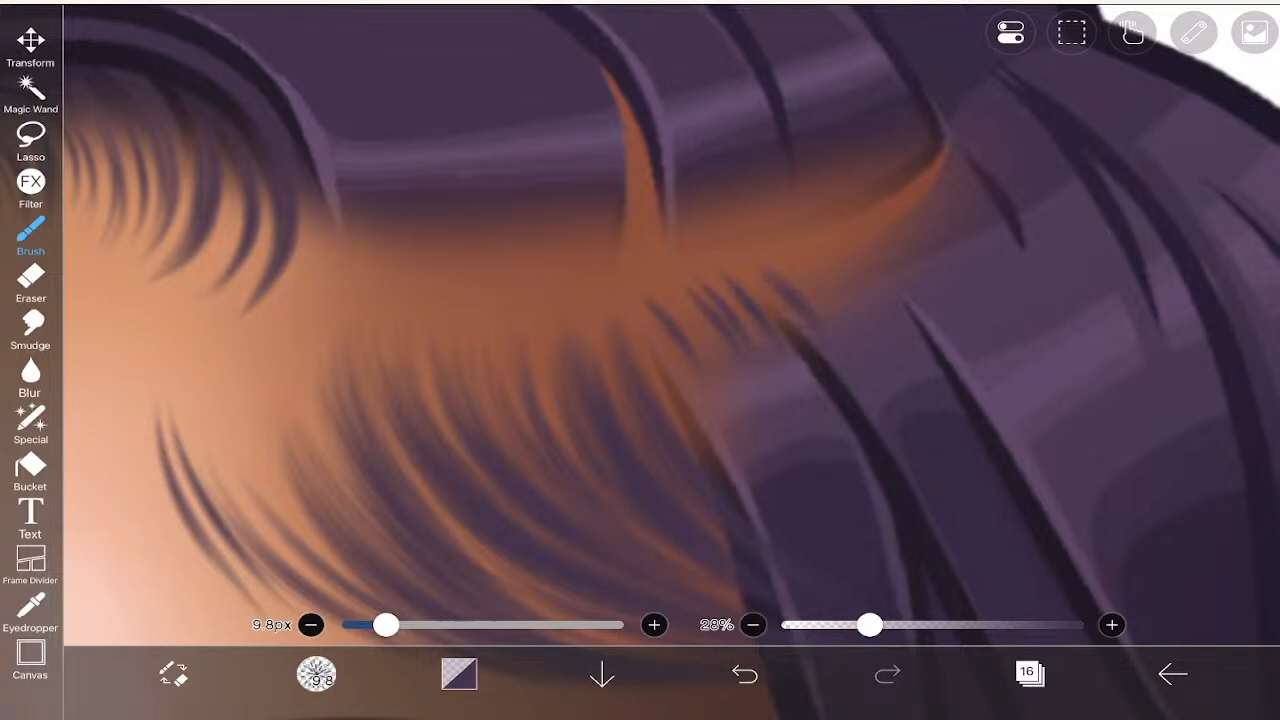 Transform
Magic Wand
Lasso
FX
Filter
Brush
Eraser
Smudge
Blur
Special
Bucket
T
Text
Frame Divider
Eyedropper
Canvas
9.8px
28%
9.8
16